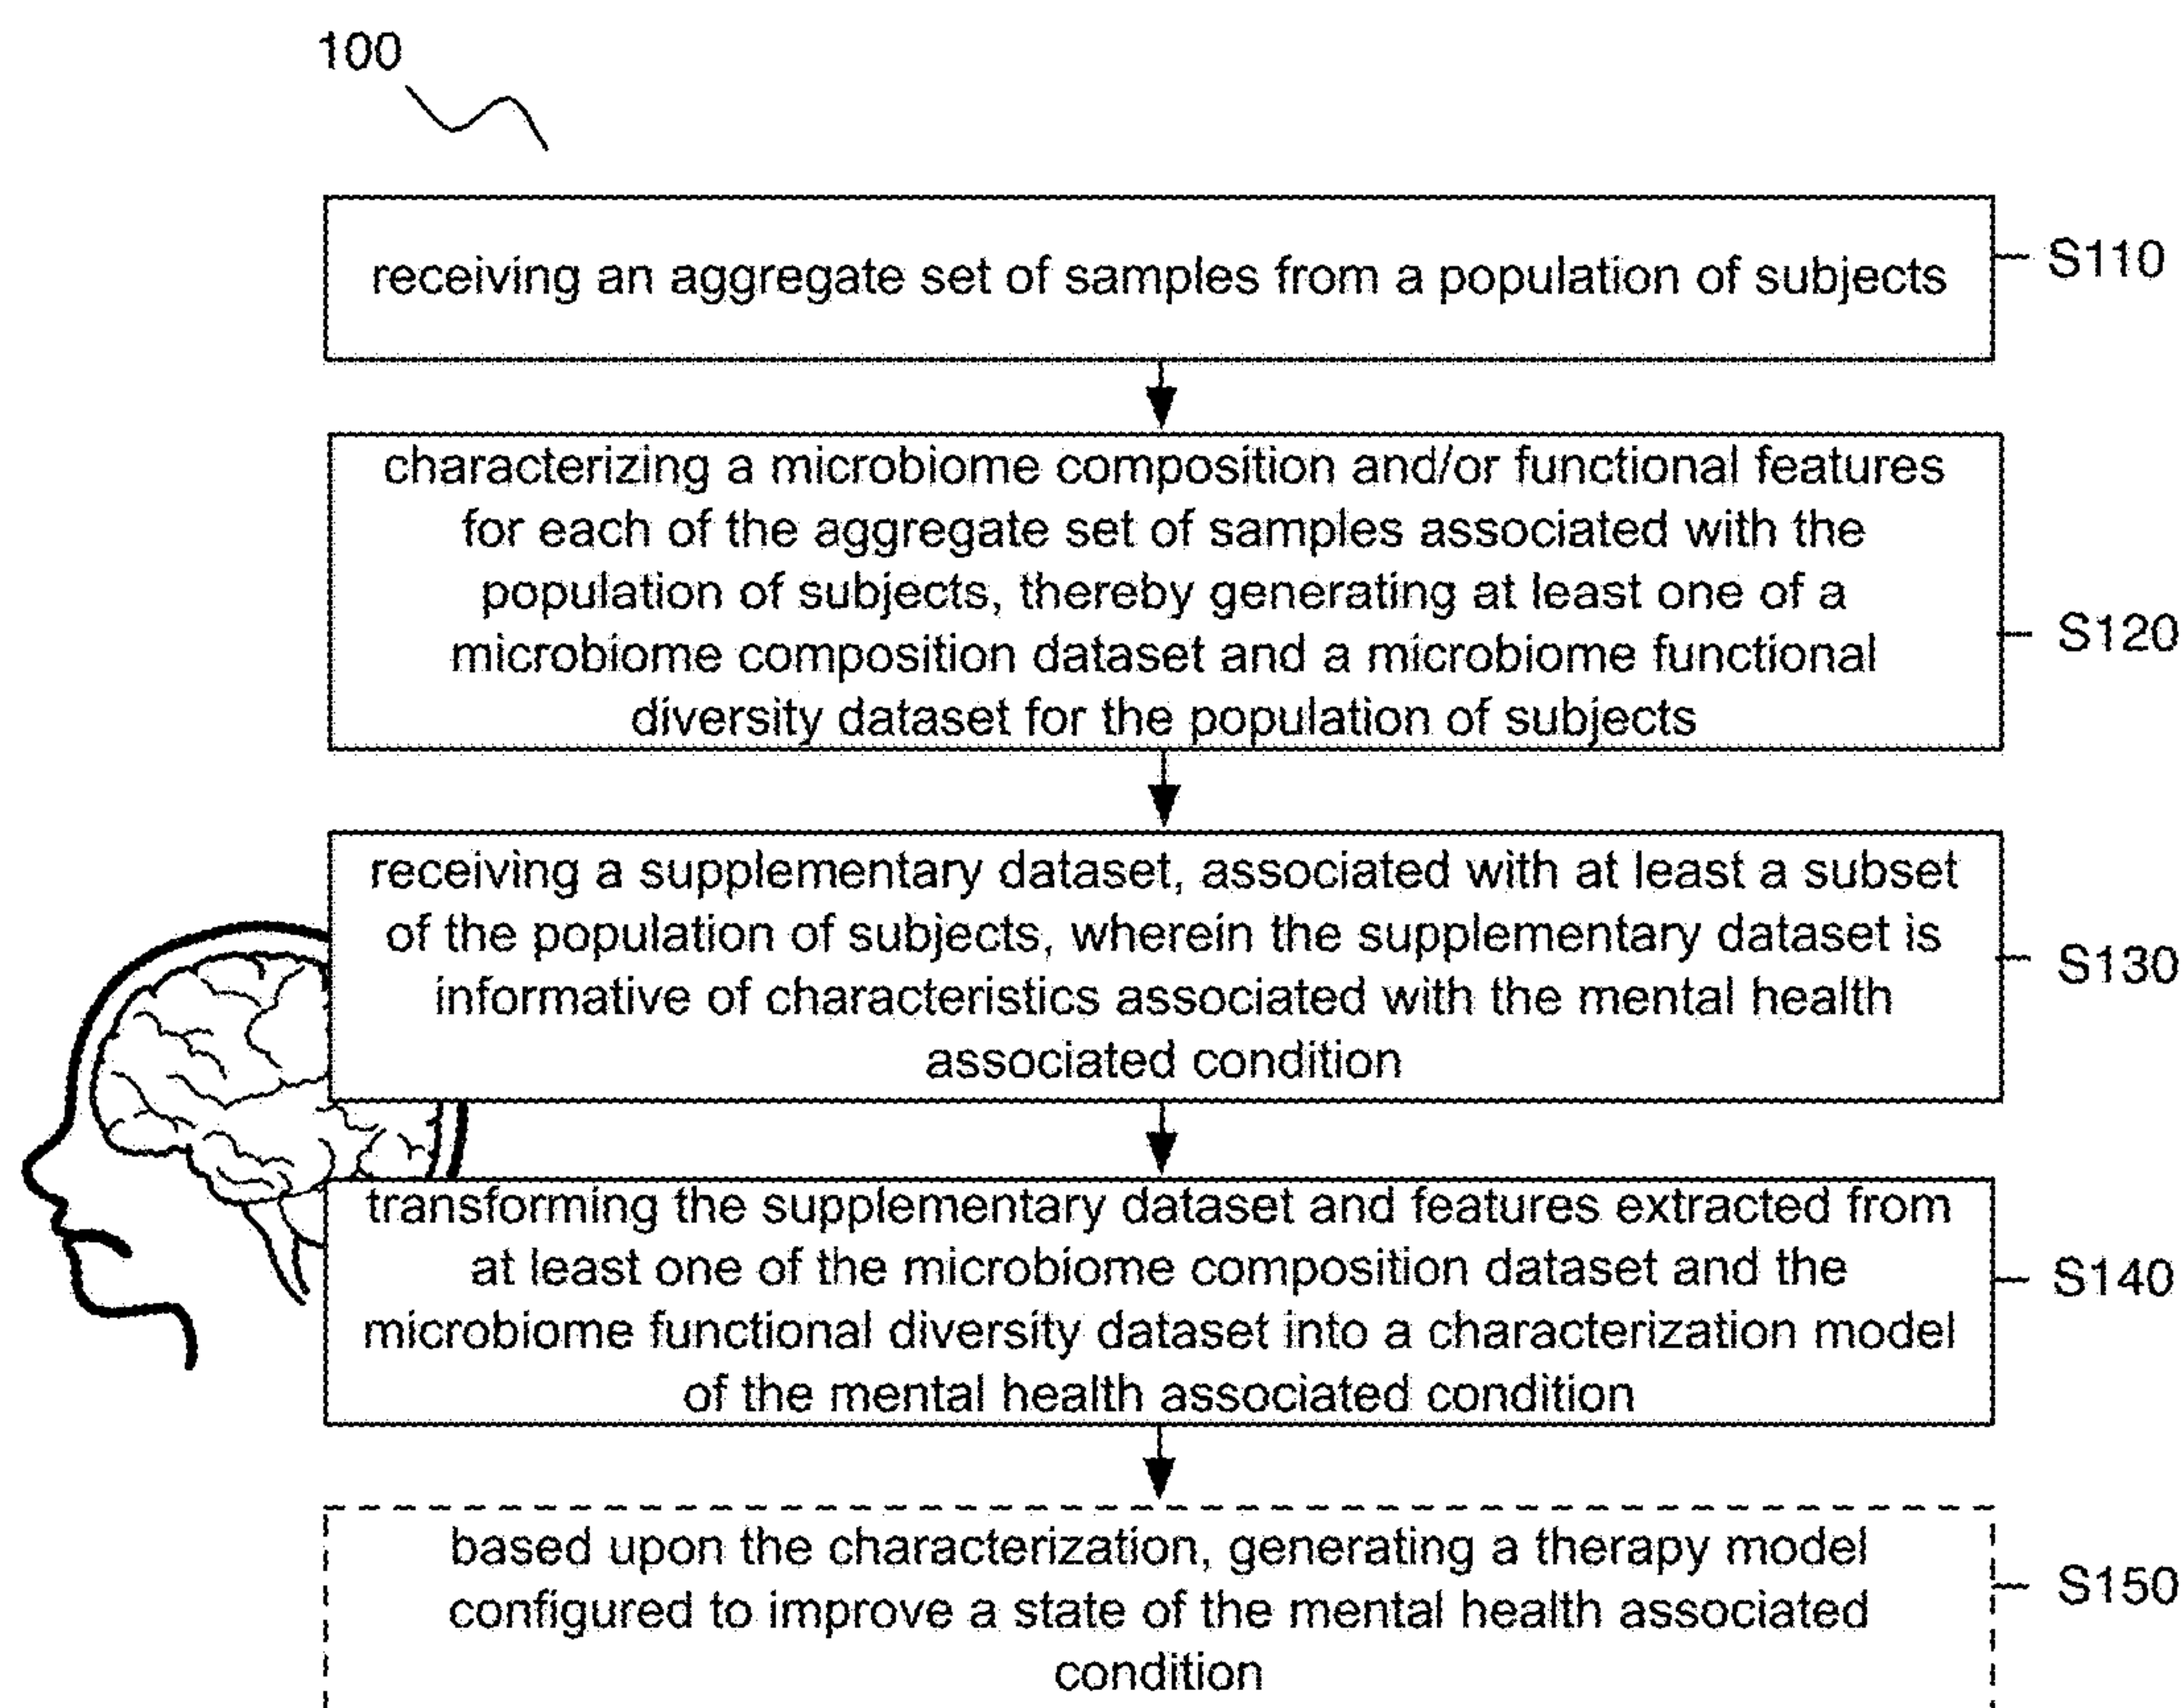 100
receiving an aggregate set of samples from a population of subjects
S110
characterizing a microbiome composition and/or functional features
for each of the aggregate set of samples associated with the
population of subjects, thereby generating at least one of a
microbiome composition dataset and a microbiome functional
diversity dataset for the population of subjects
S120
receiving a supplementary dataset, associated with at least a subset
of the population of subjects, wherein the supplementary dataset is
informative of characteristics associated with the mental health
associated condition
S130
transforming the supplementary dataset and features extracted from
at least one of the microbiome composition dataset and the
microbiome functional diversity dataset into a characterization model
of the mental health associated condition
S140
based upon the characterization, generating a therapy model
configured to improve a state of the mental health associated
condition
S150